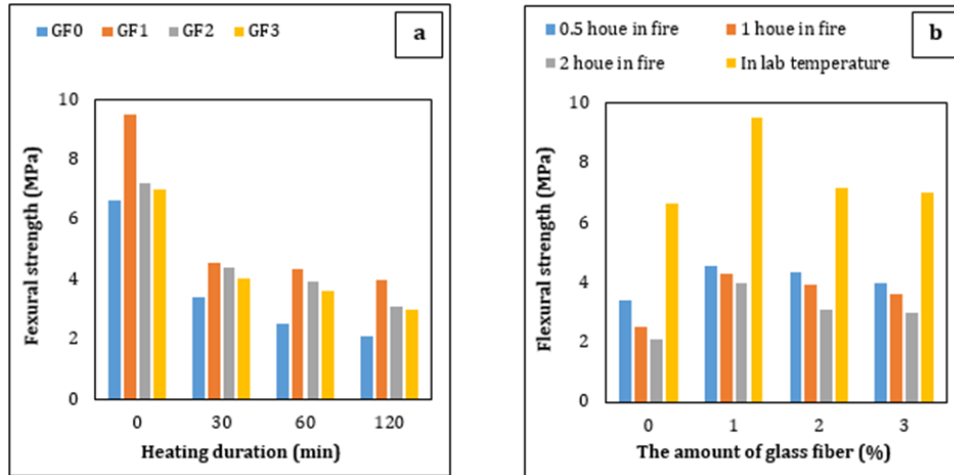 GF0 GF1 GF2 GF3 a
Fexural strength (MPa)
10
8
6
4
2
0
0 30 60 120
Heating duration (min)
0.5 houe in fire 1 houe in fire b
2 houe in fire In lab temperature
Flexural strength (MPa)
10
8
6
4
2
0
0 1 2 3
The amount of glass fiber (%)